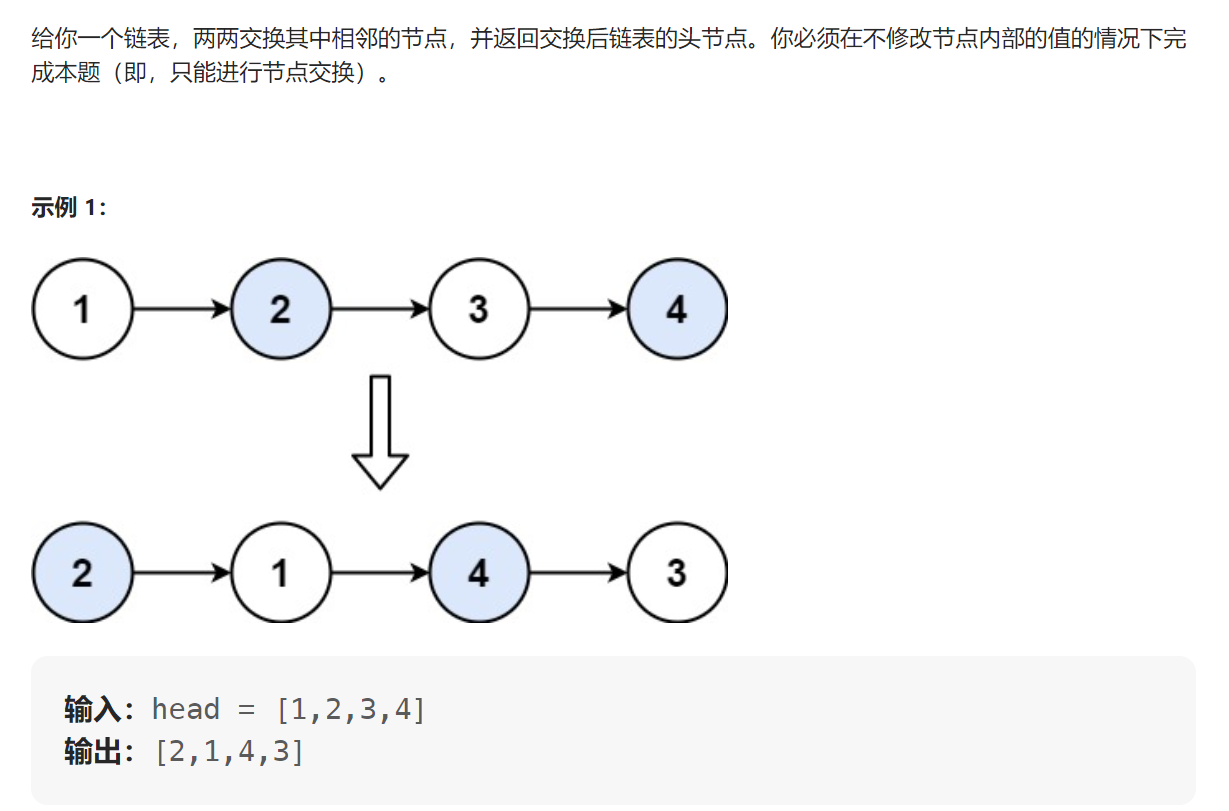 给你一个链表，两两交换其中相邻的节点，并返回交换后链表的头节点。你必须在不修改节点内部的值的情况下完
成本题（即，只能进行节点交换）。
示例 1：
1 2 3 4
2 1 4 3
输入：head = [1,2,3,4]
输出：[2,1,4,3]